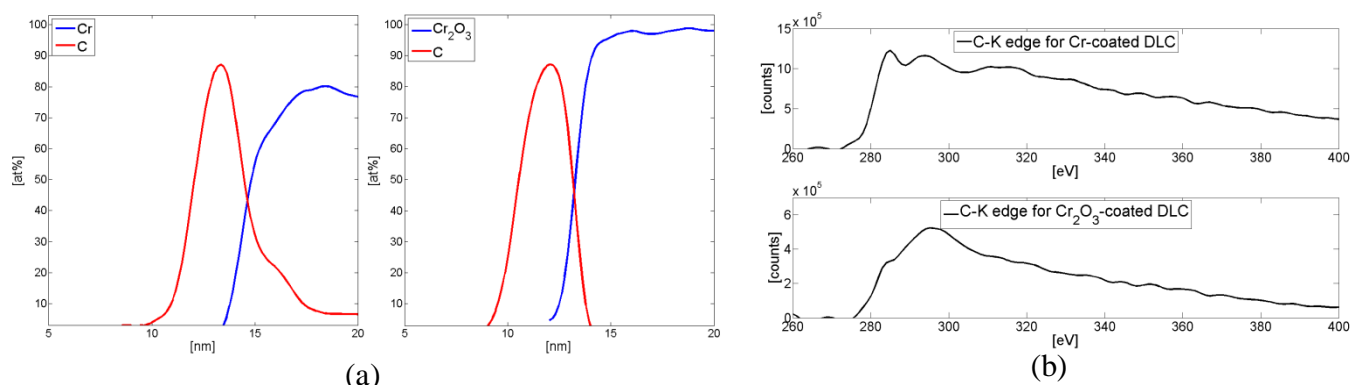 Cr
C
[at%]
100
90
80
70
60
50
40
30
20
10
5 10 15 20
[nm]
Cr2O3
C
[at%]
100
90
80
70
60
50
40
30
20
10
5 10 15 20
[nm]
(a)
x 10^5
C-K edge for Cr-coated DLC
[counts]
15
10
5
0
260 280 300 320 340 360 380 400
[eV]
x 10^5
C-K edge for Cr2O3-coated DLC
[counts]
6
4
2
0
260 280 300 320 340 360 380 400
[eV]
(b)